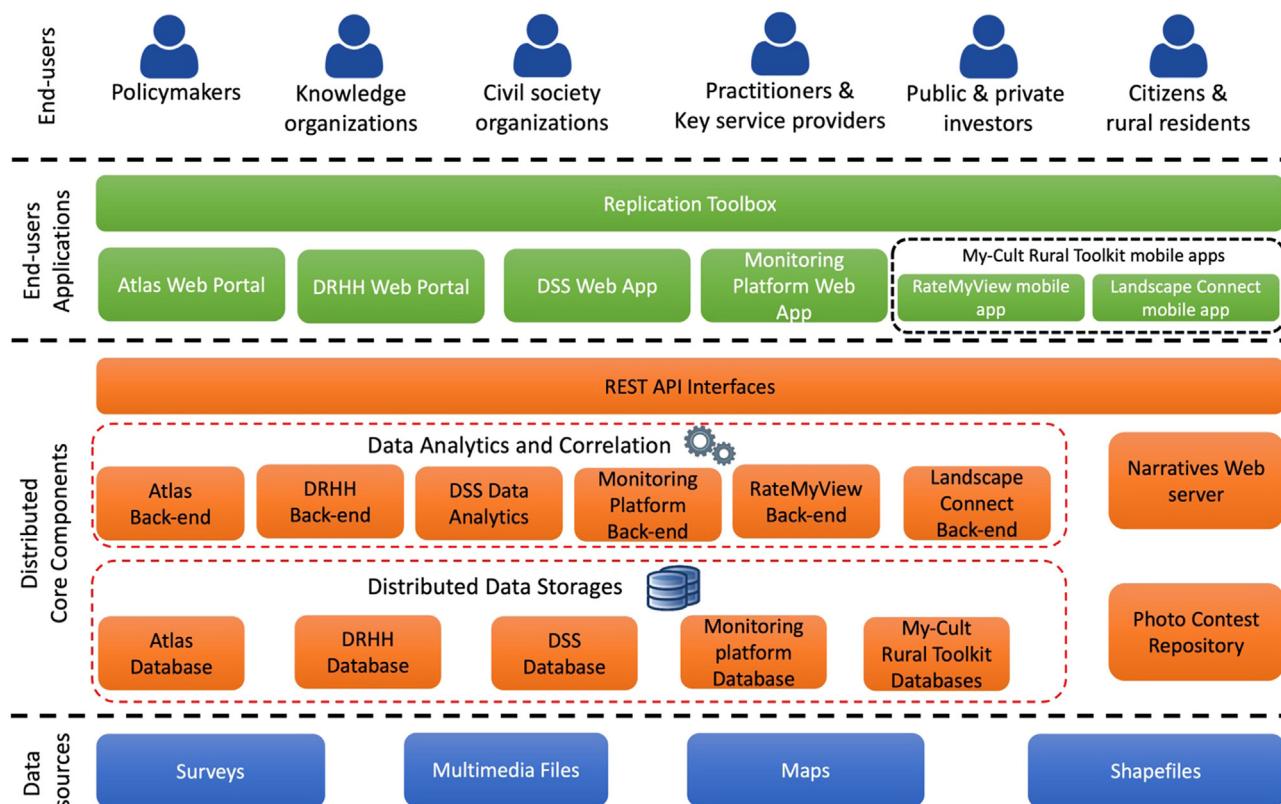 End-users
Policymakers
Knowledge
organizations
Civil society
organizations
Practitioners &
Key service providers
Public & private
investors
Citizens &
rural residents
End-users
Applications
Replication Toolbox
Atlas Web Portal
DRHH Web Portal
DSS Web App
Monitoring
Platform Web
App
My-Cult Rural Toolkit mobile apps
RateMyView mobile
app
Landscape Connect
mobile app
Distributed
Core Components
REST API Interfaces
Data Analytics and Correlation
Atlas
Back-end
DRHH
Back-end
DSS Data
Analytics
Monitoring
Platform
Back-end
RateMyView
Back-end
Landscape
Connect
Back-end
Narratives Web
server
Distributed Data Storages
Atlas
Database
DRHH
Database
DSS
Database
Monitoring
platform
Database
My-Cult
Rural Toolkit
Databases
Photo Contest
Repository
Data
sources
Surveys
Multimedia Files
Maps
Shapefiles